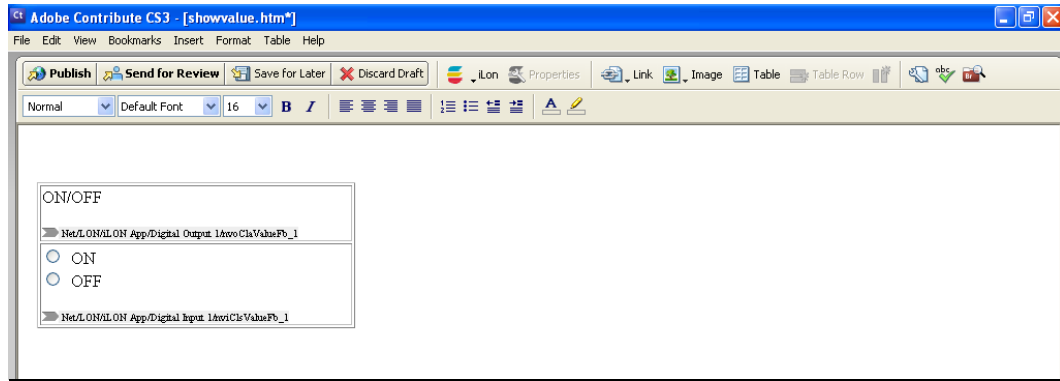 Ct Adobe Contribute CS3 - [showvalue.htm*]
File Edit View Bookmarks Insert Format Table Help
Publish Send for Review Save for Later Discard Draft iLon Properties Link Image Table Table Row abc
Normal Default Font 16 B I A
ON/OFF
Net/LON/iLON App/Digital Output 1/nvoClaValueFb_1
ON
OFF
Net/LON/iLON App/Digital Input 1/nviClsValueFb_1